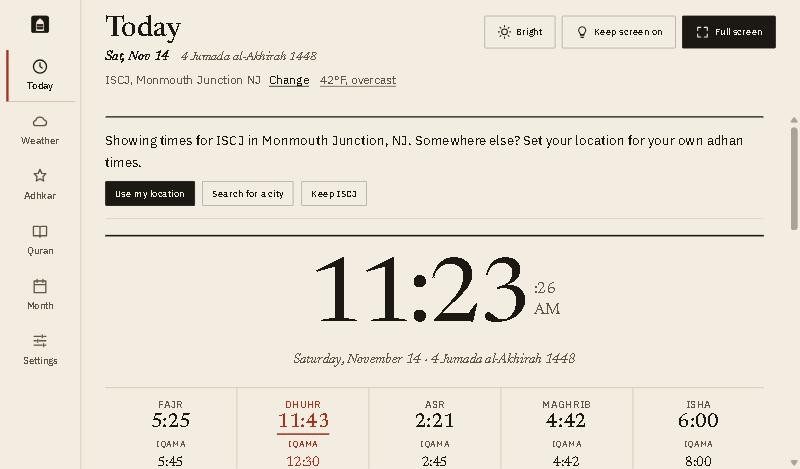 Today
Sat, Nov 14 4 Jumada al-Akhirah 1448
ISCJ, Monmouth Junction NJ Change 42°F, overcast
Bright
Keep screen on
Full screen
Today
Weather
Adhkar
Quran
Month
Settings
Showing times for ISCJ in Monmouth Junction, NJ. Somewhere else? Set your location for your own adhan
times.
Use my location
Search for a city
Keep ISCJ
11:23 :26 AM
Saturday, November 14 · 4 Jumada al-Akhirah 1448
FAJR DHUHR ASR MAGHRIB ISHA
5:25 11:43 2:21 4:42 6:00
IQAMA IQAMA IQAMA IQAMA IQAMA
5:45 12:30 2:45 4:42 8:00